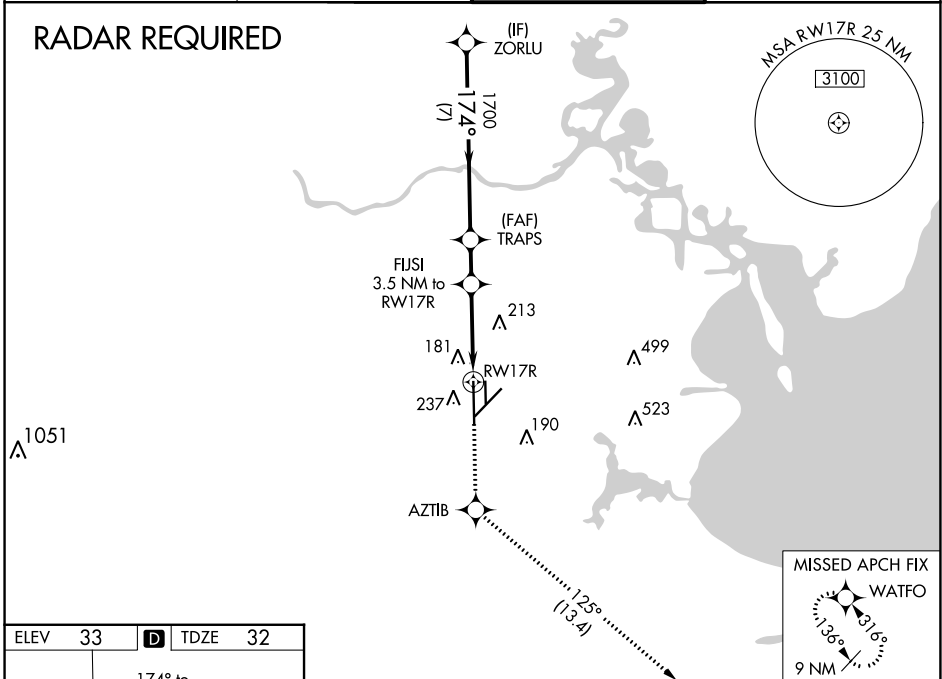 RADAR REQUIRED
(IF)
ZORLU
MSA RW17R 25 NM
3100
1700
174°
(7)
(FAF)
TRAPS
FIJSI
3.5 NM to
RW17R
213
181
499
RW17R
237
523
190
1051
AZTIB
125°
(13.4)
MISSED APCH FIX
WATFO
136°
316°
9 NM
ELEV 33 D TDZE 32
174° to